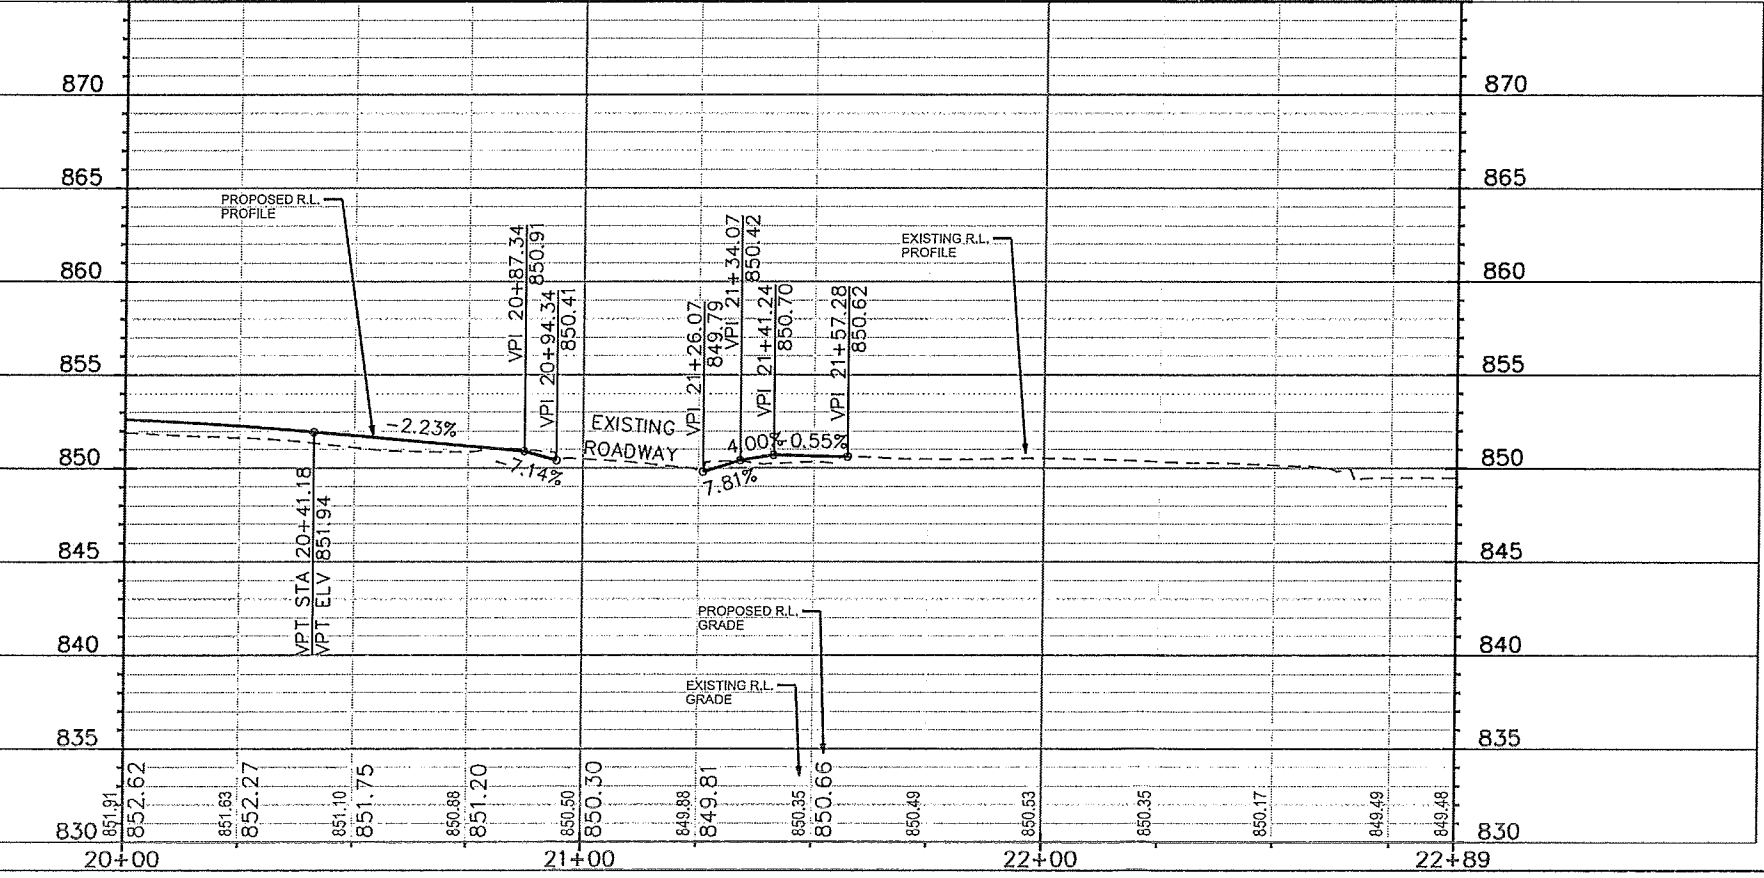 870
870
865
865
PROPOSED R.L.
PROFILE
EXISTING R.L.
PROFILE
860
860
VPI 20+87.34
850.91
VPI 20+94.34
850.41
VPI 21+26.07
849.79
VPI 21+34.07
850.42
VPI 21+41.24
850.70
VPI 21+57.28
850.62
855
855
-2.23%
EXISTING
ROADWAY
4.00%
-0.55%
-7.14%
7.81%
850
850
VPT STA 20+41.18
VPT ELV 851.94
845
845
PROPOSED R.L.
GRADE
840
840
EXISTING R.L.
GRADE
835
835
851.91
852.62
851.63
852.27
851.10
851.75
850.88
851.20
850.50
850.30
849.88
849.81
850.35
850.66
850.49
850.53
850.35
850.17
849.49
849.48
830
830
20+00
21+00
22+00
22+89